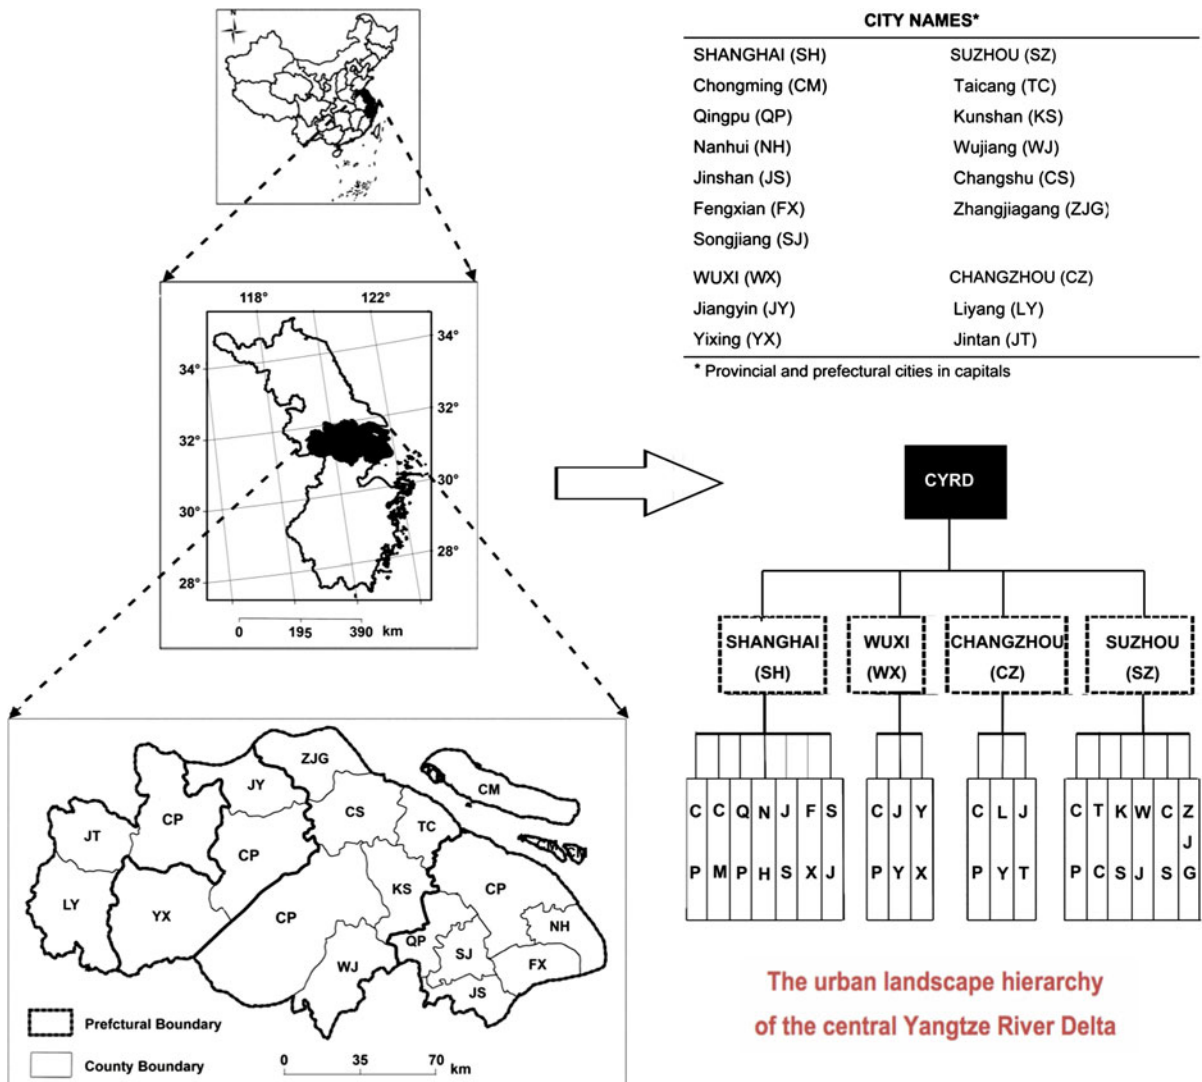 N
CITY NAMES*
SHANGHAI (SH) SUZHOU (SZ)
Chongming (CM) Taicang (TC)
Qingpu (QP) Kunshan (KS)
Nanhui (NH) Wujiang (WJ)
Jinshan (JS) Changshu (CS)
Fengxian (FX) Zhangjiagang (ZJG)
Songjiang (SJ)
WUXI (WX) CHANGZHOU (CZ)
Jiangyin (JY) Liyang (LY)
Yixing (YX) Jintan (JT)
* Provincial and prefectural cities in capitals
118° 122°
34°
34°
32°
32°
30°
30°
28°
28°
0 195 390 km
CYRD
SHANGHAI (SH)
WUXI (WX)
CHANGZHOU (CZ)
SUZHOU (SZ)
C C Q N J F S
P M P H S X J
C J Y
P Y X
C L J
P Y T
C T K W C Z
J
P C S J S G
ZJG
JY
CM
CP
CS
JT
TC
CP
CM
CM
KS
CP
LY
YX
CP
NH
QP
SJ
WJ
FX
JS
Prefctural Boundary
County Boundary
0 35 70
km
The urban landscape hierarchy
of the central Yangtze River Delta